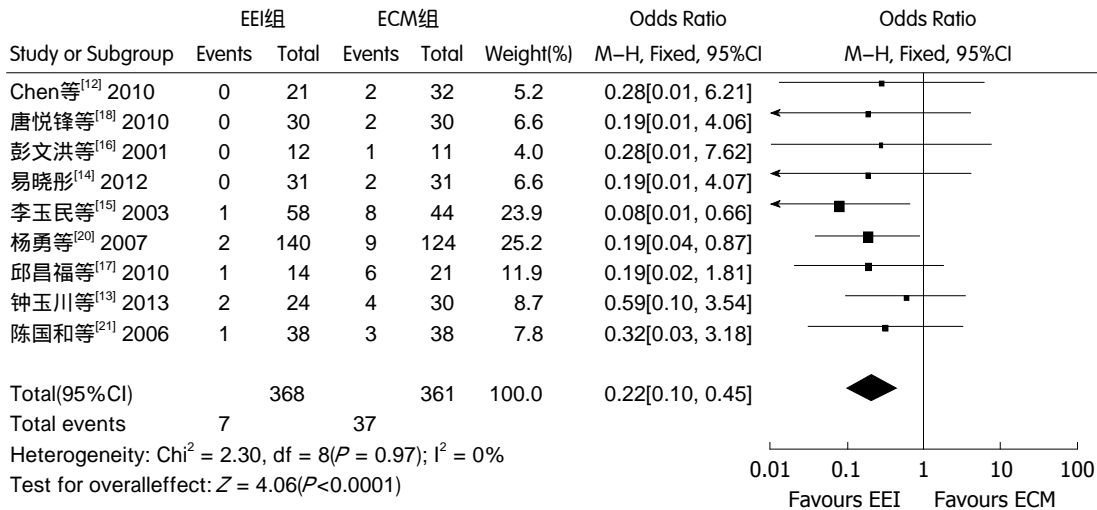 EEI组 ECM组 Odds Ratio Odds Ratio
Study or Subgroup Events Total Events Total Weight(%) M–H, Fixed, 95%CI M–H, Fixed, 95%CI
Chen等[12] 2010 0 21 2 32 5.2 0.28[0.01, 6.21]
唐悦锋等[18] 2010 0 30 2 30 6.6 0.19[0.01, 4.06]
彭文洪等[16] 2001 0 12 1 11 4.0 0.28[0.01, 7.62]
易晓彤[14] 2012 0 31 2 31 6.6 0.19[0.01, 4.07]
李玉民等[15] 2003 1 58 8 44 23.9 0.08[0.01, 0.66]
杨勇等[20] 2007 2 140 9 124 25.2 0.19[0.04, 0.87]
邱昌福等[17] 2010 1 14 6 21 11.9 0.19[0.02, 1.81]
钟玉川等[13] 2013 2 24 4 30 8.7 0.59[0.10, 3.54]
陈国和等[21] 2006 1 38 3 38 7.8 0.32[0.03, 3.18]
Total(95%CI) 368 361 100.0 0.22[0.10, 0.45]
Total events 7 37
Heterogeneity: Chi² = 2.30, df = 8(P = 0.97); I² = 0%
Test for overalleffect: Z = 4.06(P<0.0001)
0.01 0.1 1 10 100
Favours EEI Favours ECM